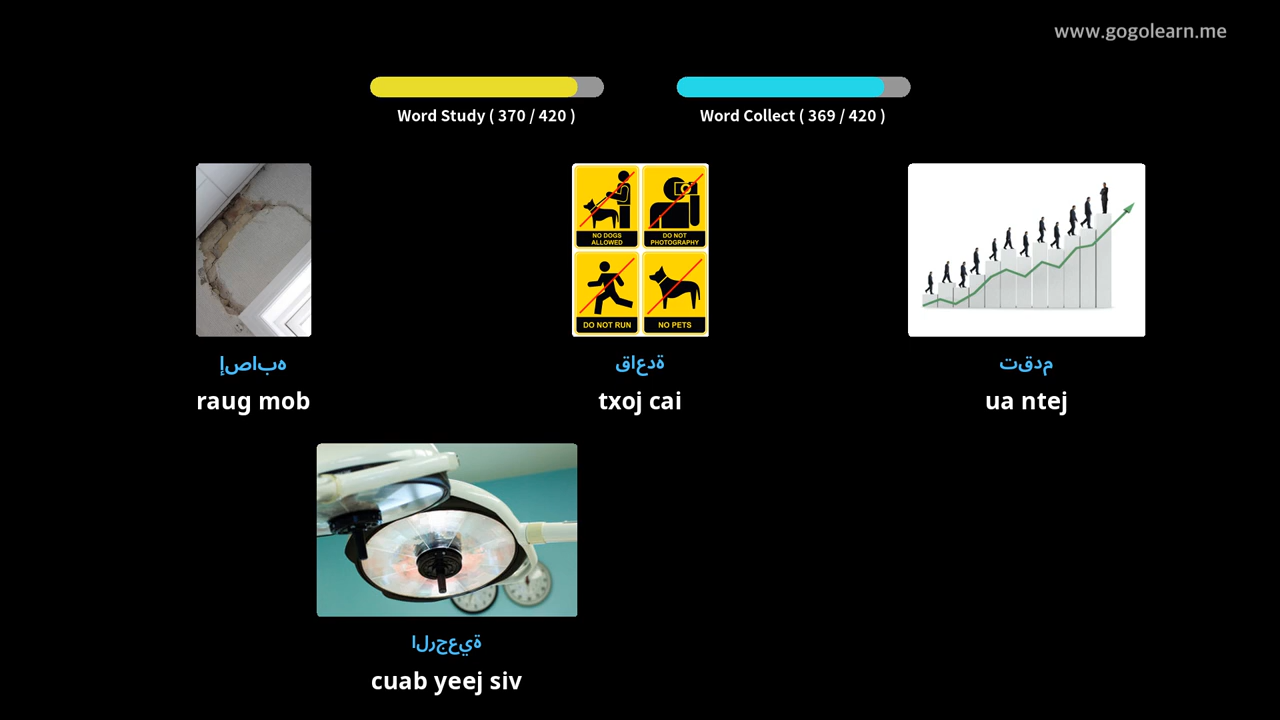 www.gogolearn.me
Word Study ( 370 / 420 )
Word Collect ( 369 / 420 )
إصابه
raug mob
قاعدة
txoj cai
تقدم
ua ntej
الرجعية
cuab yeej siv
NO DOGS
ALLOWED
DO NOT
PHOTOGRAPHY
DO NOT RUN
NO PETS